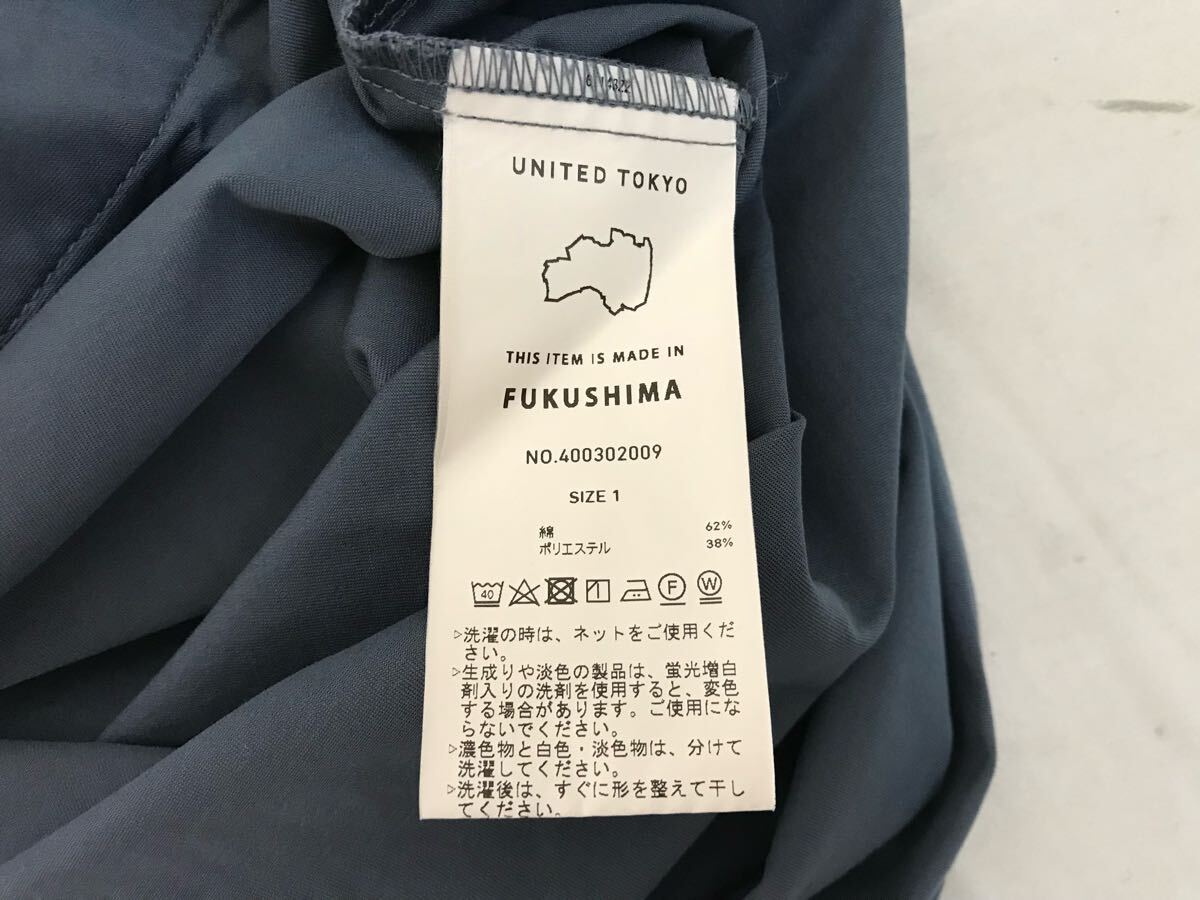 UNITED TOKYO
THIS ITEM IS MADE IN
FUKUSHIMA
NO.400302009
SIZE 1
綿 62%
ポリエステル 38%
40 F W
▷洗濯の時は、ネットをご使用くだ
さい。
▷生成りや淡色の製品は、蛍光増白
剤入りの洗剤を使用すると、変色
する場合があります。ご使用にな
らないでください。
▷濃色物と白色・淡色物は、分けて
洗濯してください。
▷洗濯後は、すぐに形を整えて干し
てください。